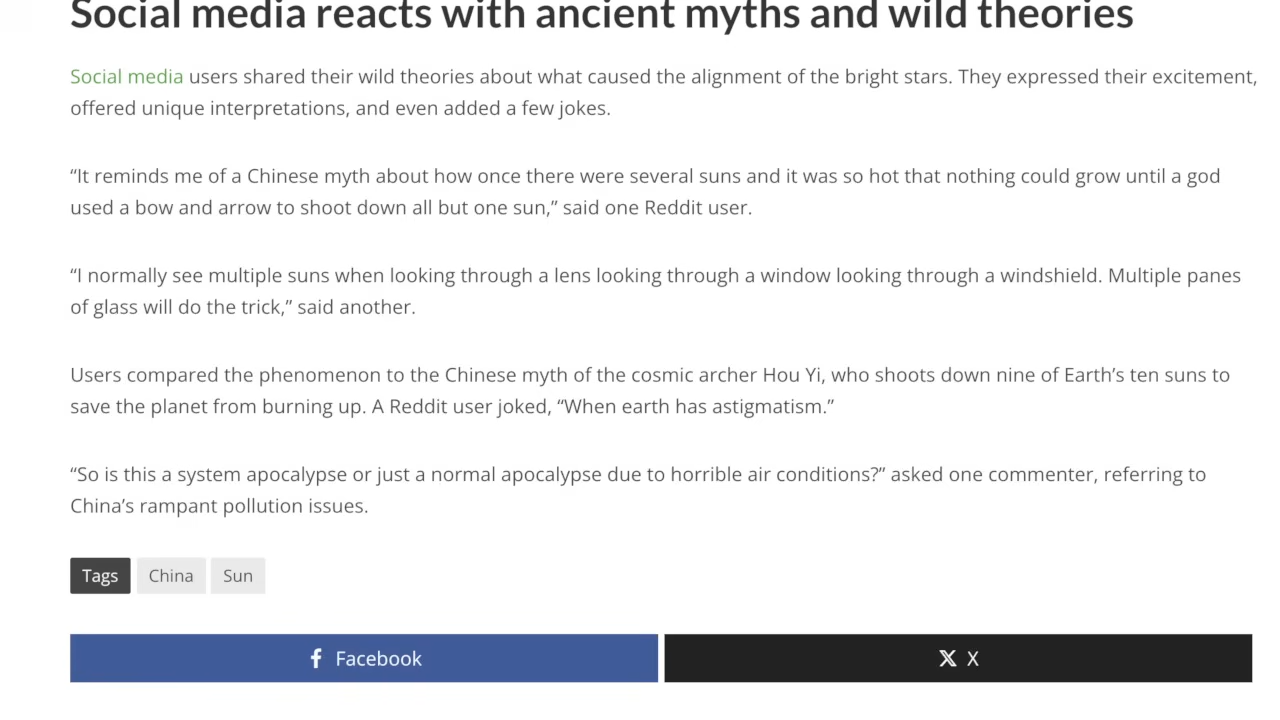 Social media reacts with ancient myths and wild theories
Social media users shared their wild theories about what caused the alignment of the bright stars. They expressed their excitement,
offered unique interpretations, and even added a few jokes.
“It reminds me of a Chinese myth about how once there were several suns and it was so hot that nothing could grow until a god
used a bow and arrow to shoot down all but one sun,” said one Reddit user.
“I normally see multiple suns when looking through a lens looking through a window looking through a windshield. Multiple panes
of glass will do the trick,” said another.
Users compared the phenomenon to the Chinese myth of the cosmic archer Hou Yi, who shoots down nine of Earth’s ten suns to
save the planet from burning up. A Reddit user joked, “When earth has astigmatism.”
“So is this a system apocalypse or just a normal apocalypse due to horrible air conditions?” asked one commenter, referring to
China’s rampant pollution issues.
Tags China Sun
Facebook X